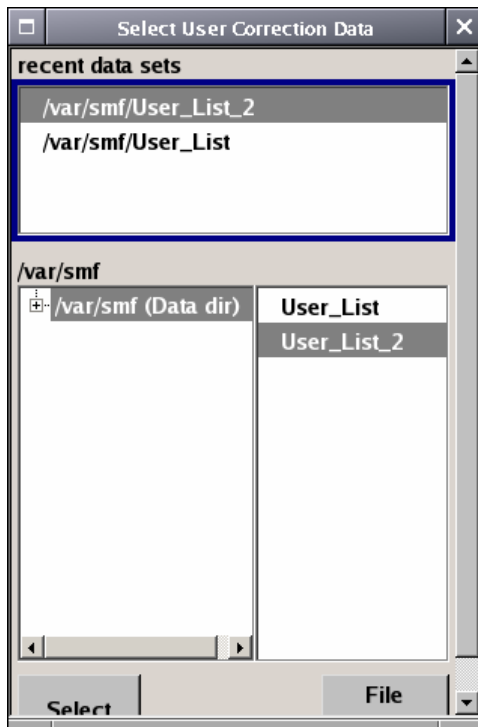 Select User Correction Data
recent data sets
/var/smf/User_List_2
/var/smf/User_List
/var/smf
/var/smf (Data dir)
User_List
User_List_2
Select
File